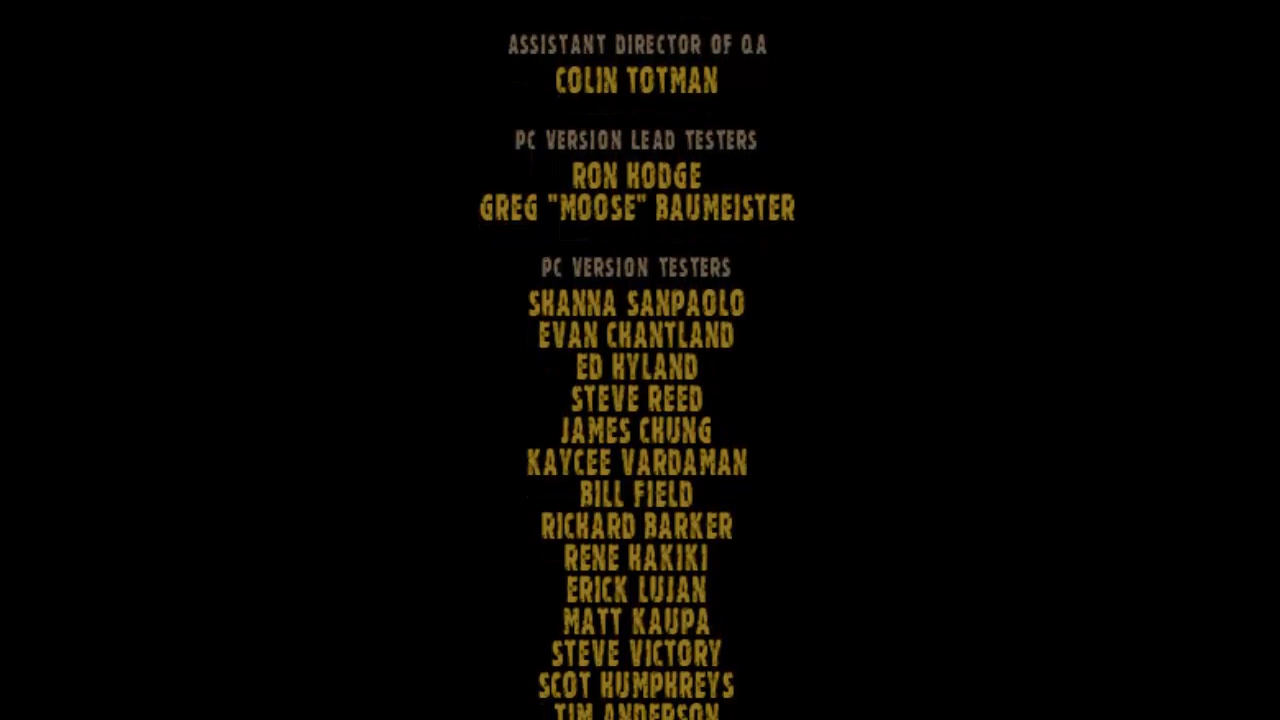 ASSISTANT DIRECTOR OF QA
COLIN TOTMAN
PC VERSION LEAD TESTERS
RON HODGE
GREG "MOOSE" BAUMEISTER
PC VERSION TESTERS
SHANNA SANPAOLO
EVAN CHANTLAND
ED HYLAND
STEVE REED
JAMES CHUNG
KAYCEE VARDAMAN
BILL FIELD
RICHARD BARKER
RENE HAKIKI
ERICK LUJAN
MATT KAUPA
STEVE VICTORY
SCOT HUMPHREYS
TIM ANDERSON